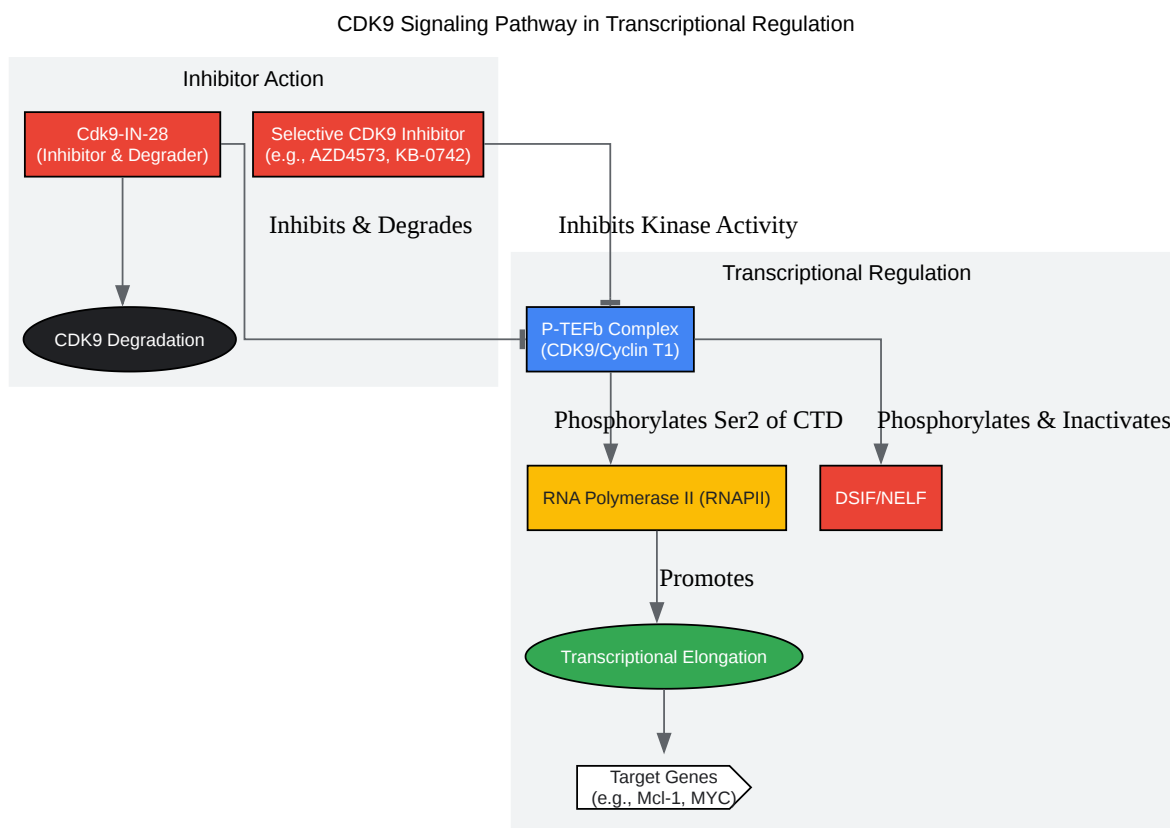 CDK9 Signaling Pathway in Transcriptional Regulation
Inhibitor Action
Cdk9-IN-28
(Inhibitor & Degrader)
Selective CDK9 Inhibitor
(e.g., AZD4573, KB-0742)
Inhibits & Degrades
Inhibits Kinase Activity
Transcriptional Regulation
CDK9 Degradation
P-TEFb Complex
(CDK9/Cyclin T1)
Phosphorylates Ser2 of CTD
Phosphorylates & Inactivates
RNA Polymerase II (RNAPII)
DSIF/NELF
Promotes
Transcriptional Elongation
Target Genes
(e.g., Mcl-1, MYC)